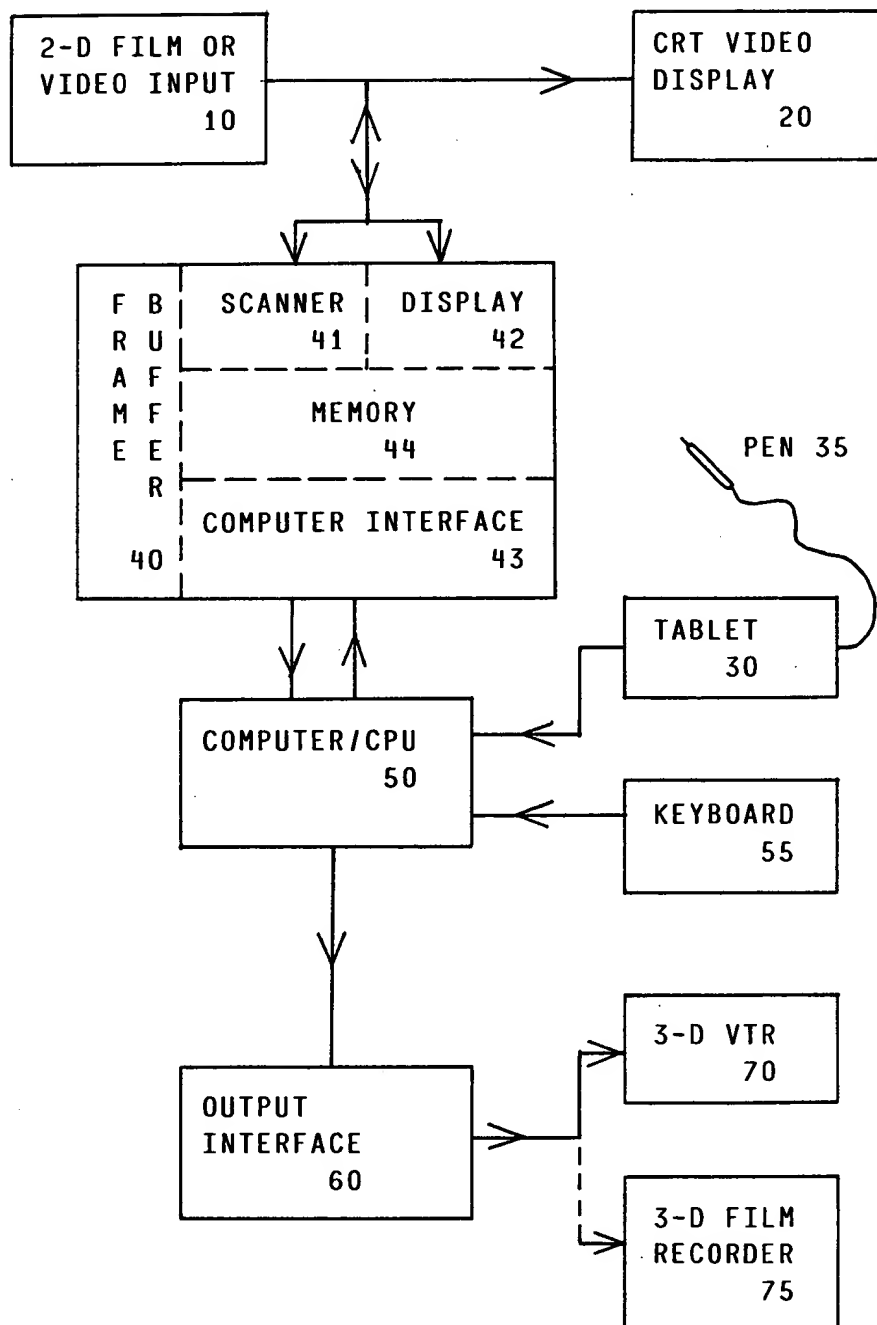 2-D FILM OR
VIDEO INPUT
10
CRT VIDEO
DISPLAY
20
FRAME
BUFFER
40
SCANNER
41
DISPLAY
42
MEMORY
44
COMPUTER INTERFACE
43
PEN 35
TABLET
30
COMPUTER/CPU
50
KEYBOARD
55
3-D VTR
70
OUTPUT
INTERFACE
60
3-D FILM
RECORDER
75